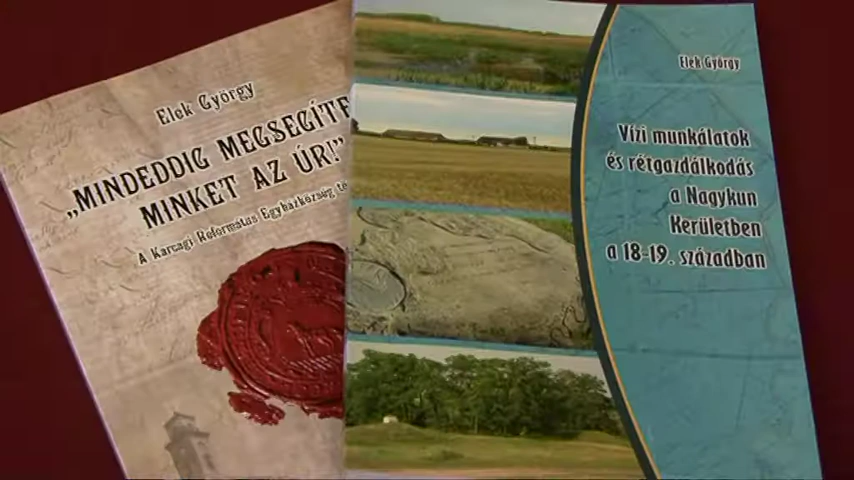 Elek György
„MINDEDDIG MEGSEGÍTE
MINKET AZ ÚR!”
A Karcagi Református Egyházközség tö
Elek György
Vízi munkálatok
és rétgazdálkodás
a Nagykun
Kerületben
a 18-19. században